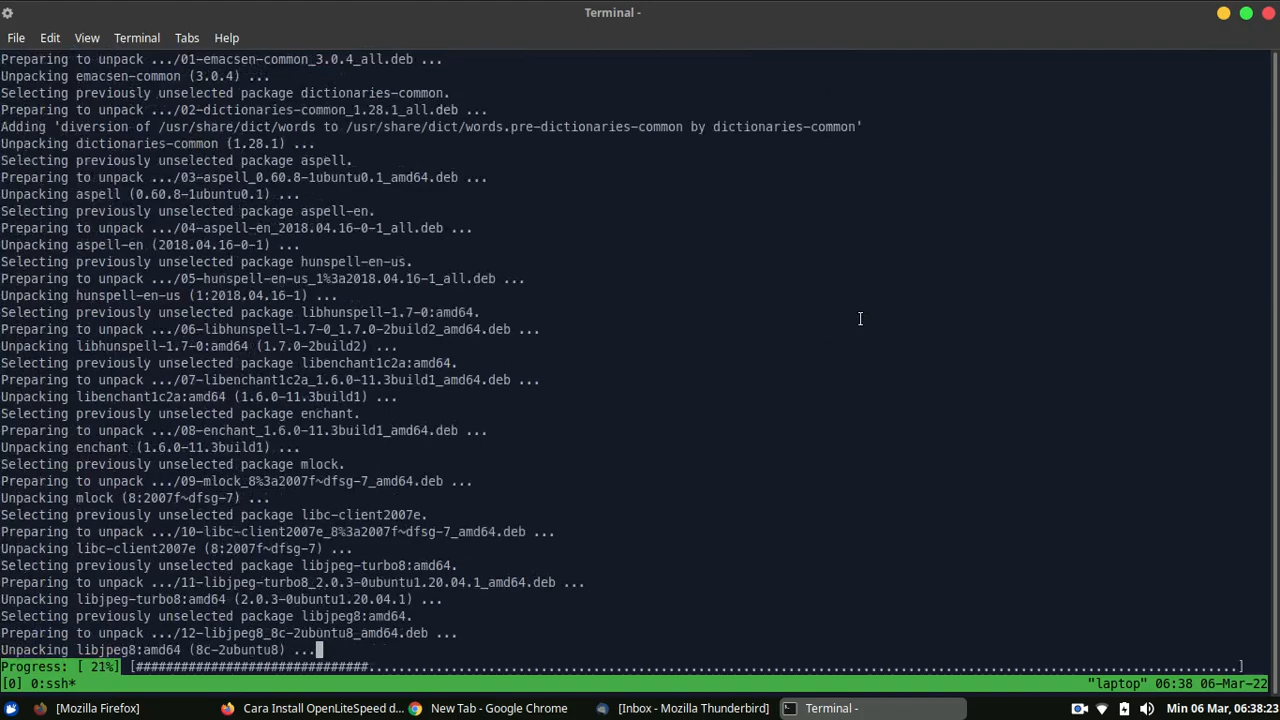 Terminal -
File Edit View Terminal Tabs Help
Preparing to unpack .../01-emacsen-common_3.0.4_all.deb ...
Unpacking emacsen-common (3.0.4) ...
Selecting previously unselected package dictionaries-common.
Preparing to unpack .../02-dictionaries-common_1.28.1_all.deb ...
Adding 'diversion of /usr/share/dict/words to /usr/share/dict/words.pre-dictionaries-common by dictionaries-common'
Unpacking dictionaries-common (1.28.1) ...
Selecting previously unselected package aspell.
Preparing to unpack .../03-aspell_0.60.8-1ubuntu0.1_amd64.deb ...
Unpacking aspell (0.60.8-1ubuntu0.1) ...
Selecting previously unselected package aspell-en.
Preparing to unpack .../04-aspell-en_2018.04.16-0-1_all.deb ...
Unpacking aspell-en (2018.04.16-0-1) ...
Selecting previously unselected package hunspell-en-us.
Preparing to unpack .../05-hunspell-en-us_1%3a2018.04.16-1_all.deb ...
Unpacking hunspell-en-us (1:2018.04.16-1) ...
Selecting previously unselected package libhunspell-1.7-0:amd64.
Preparing to unpack .../06-libhunspell-1.7-0_1.7.0-2build2_amd64.deb ...
Unpacking libhunspell-1.7-0:amd64 (1.7.0-2build2) ...
Selecting previously unselected package libenchant1c2a:amd64.
Preparing to unpack .../07-libenchant1c2a_1.6.0-11.3build1_amd64.deb ...
Unpacking libenchant1c2a:amd64 (1.6.0-11.3build1) ...
Selecting previously unselected package enchant.
Preparing to unpack .../08-enchant_1.6.0-11.3build1_amd64.deb ...
Unpacking enchant (1.6.0-11.3build1) ...
Selecting previously unselected package mlock.
Preparing to unpack .../09-mlock_8%3a2007f~dfsg-7_amd64.deb ...
Unpacking mlock (8:2007f~dfsg-7) ...
Selecting previously unselected package libc-client2007e.
Preparing to unpack .../10-libc-client2007e_8%3a2007f~dfsg-7_amd64.deb ...
Unpacking libc-client2007e (8:2007f~dfsg-7) ...
Selecting previously unselected package libjpeg-turbo8:amd64.
Preparing to unpack .../11-libjpeg-turbo8_2.0.3-0ubuntu1.20.04.1_amd64.deb ...
Unpacking libjpeg-turbo8:amd64 (2.0.3-0ubuntu1.20.04.1) ...
Selecting previously unselected package libjpeg8:amd64.
Preparing to unpack .../12-libjpeg8_8c-2ubuntu8_amd64.deb ...
Unpacking libjpeg8:amd64 (8c-2ubuntu8) ...
Progress: [ 21%] [###############################....................................................................................................................]
[0] 0:ssh* "laptop" 06:38 06-Mar-22
[Mozilla Firefox] Cara Install OpenLiteSpeed d... New Tab - Google Chrome [Inbox - Mozilla Thunderbird] Terminal - Min 06 Mar, 06:38:23